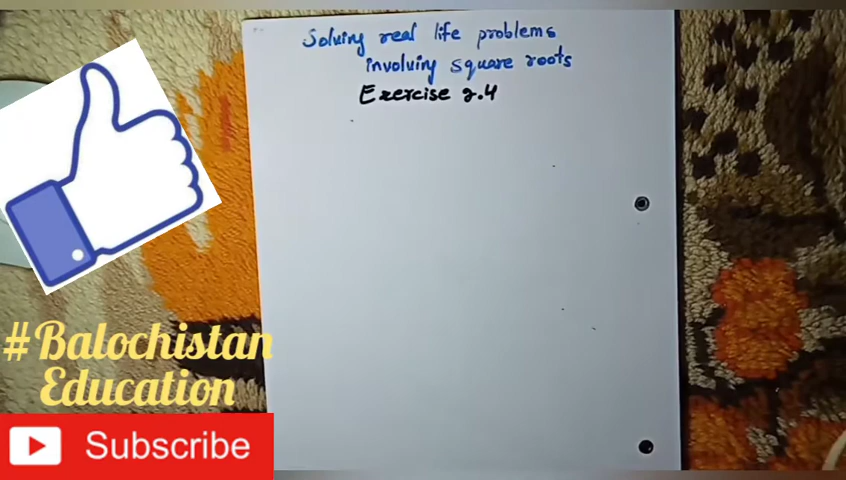 Solving real life problems
involving square roots
Exercise 2.4
#Balochistan
Education
Subscribe